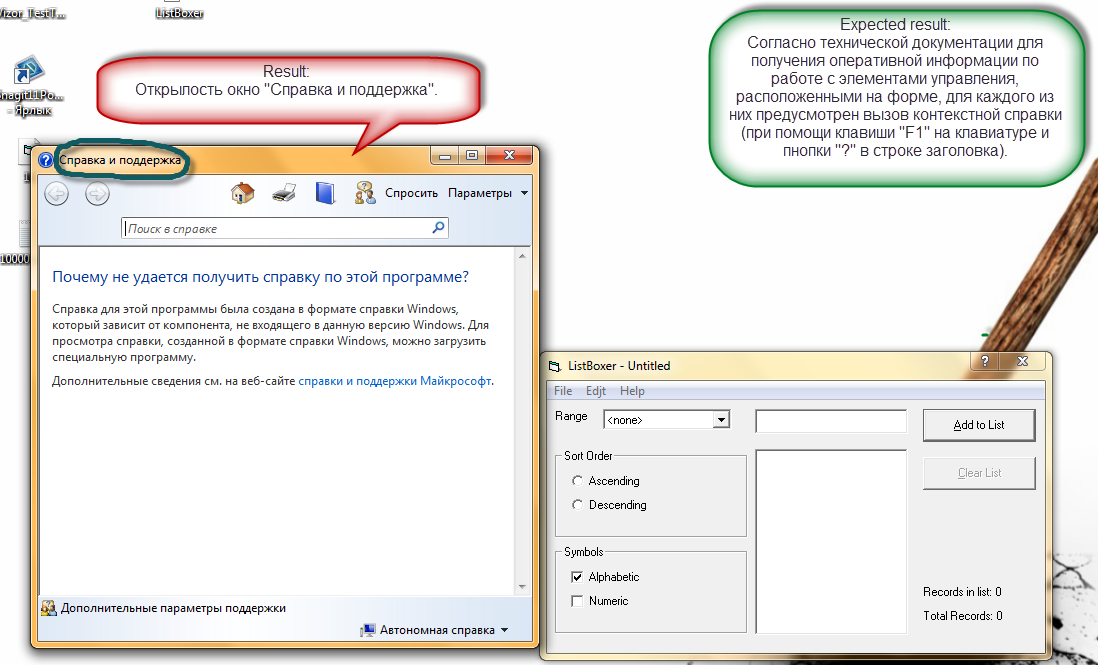 ListBoxer
- Ярлык
Result:
Открылость окно "Справка и поддержка".
Expected result:
Согласно технической документации для
получения оперативной информации по
работе с элементами управления,
расположенными на форме, для каждого из
них предусмотрен вызов контекстной справки
(при помощи клавиши "F1" на клавиатуре и
пнопки "?" в строке заголовка).
Справка и поддержка
Спросить Параметры
Поиск в справке
Почему не удается получить справку по этой программе?
Справка для этой программы была создана в формате справки Windows,
который зависит от компонента, не входящего в данную версию Windows. Для
просмотра справки, созданной в формате справки Windows, можно загрузить
специальную программу.
Дополнительные сведения см. на веб-сайте справки и поддержки Майкрософт.
Дополнительные параметры поддержки
Автономная справка
10000
ListBoxer - Untitled
File Edjt Help
Range <none>
Add to List
Sort Order
Ascending
Descending
Clear List
Symbols
Alphabetic
Numeric
Records in list: 0
Total Records: 0